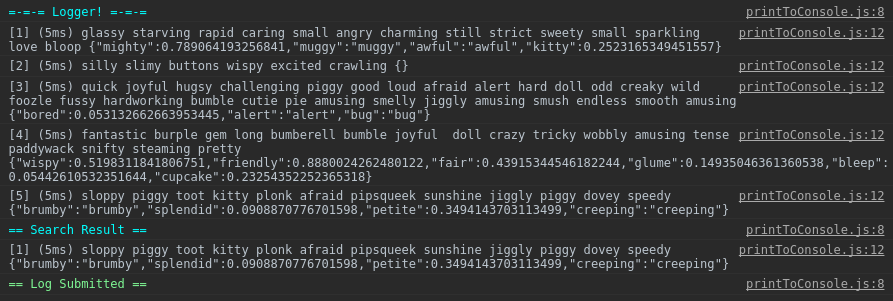 =-=-= Logger! =-=-= printToConsole.js:8
[1] (5ms) glassy starving rapid caring small angry charming still strict sweety small sparkling printToConsole.js:12
love bloop {"mighty":0.789064193256841,"muggy":"muggy","awful":"awful","kitty":0.2523165349451557}
[2] (5ms) silly slimy buttons wispy excited crawling {} printToConsole.js:12
[3] (5ms) quick joyful hugsy challenging piggy good loud afraid alert hard doll odd creaky wild printToConsole.js:12
foozle fussy hardworking bumble cutie pie amusing smelly jiggly amusing smush endless smooth amusing
{"bored":0.053132662663953445,"alert":"alert","bug":"bug"}
[4] (5ms) fantastic burple gem long bumberell bumble joyful  doll crazy tricky wobbly amusing tense printToConsole.js:12
paddywack snifty steaming pretty
{"wispy":0.5198311841806751,"friendly":0.8880024262480122,"fair":0.43915344546182244,"glume":0.14935046361360538,"bleep":
0.05442610532351644,"cupcake":0.23254352252365318}
[5] (5ms) sloppy piggy toot kitty plonk afraid pipsqueek sunshine jiggly piggy dovey speedy printToConsole.js:12
{"brumby":"brumby","splendid":0.0908870776701598,"petite":0.3494143703113499,"creeping":"creeping"}
== Search Result == printToConsole.js:8
[1] (5ms) sloppy piggy toot kitty plonk afraid pipsqueek sunshine jiggly piggy dovey speedy printToConsole.js:12
{"brumby":"brumby","splendid":0.0908870776701598,"petite":0.3494143703113499,"creeping":"creeping"}
== Log Submitted == printToConsole.js:8